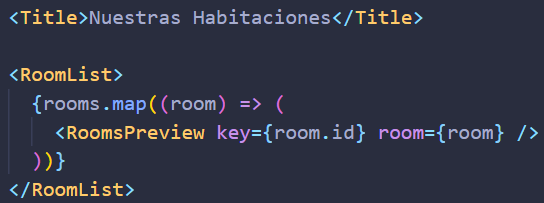 <Title>Nuestras Habitaciones</Title>
<RoomList>
{rooms.map((room) => (
<RoomsPreview key={room.id} room={room} />
))}
</RoomList>